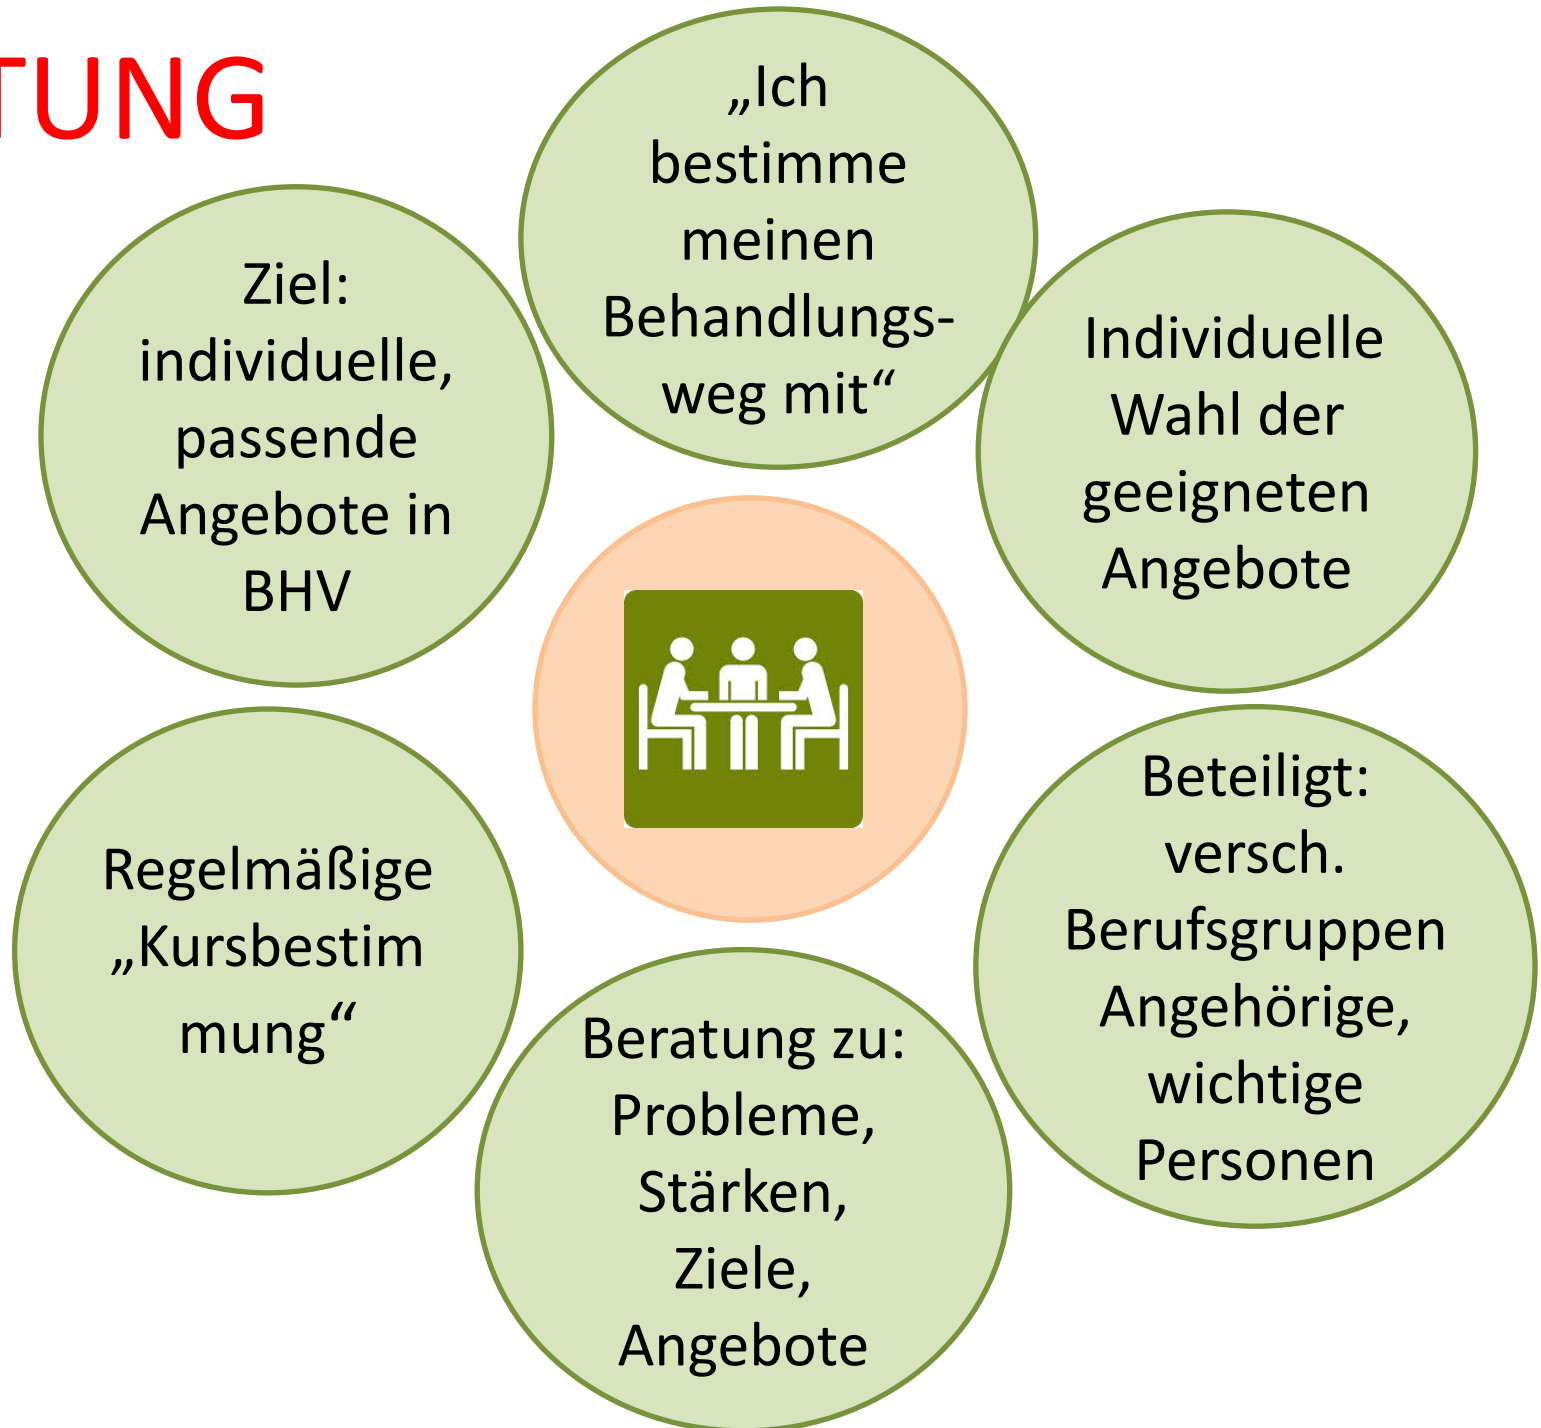 TUNG
„Ich
bestimme
meinen
Behandlungs-
weg mit“
Ziel:
individuelle,
passende
Angebote in
BHV
Individuelle
Wahl der
geeigneten
Angebote
Beteiligt:
versch.
Berufsgruppen
Angehörige,
wichtige
Personen
Regelmäßige
„Kursbestim
mung“
Beratung zu:
Probleme,
Stärken,
Ziele,
Angebote